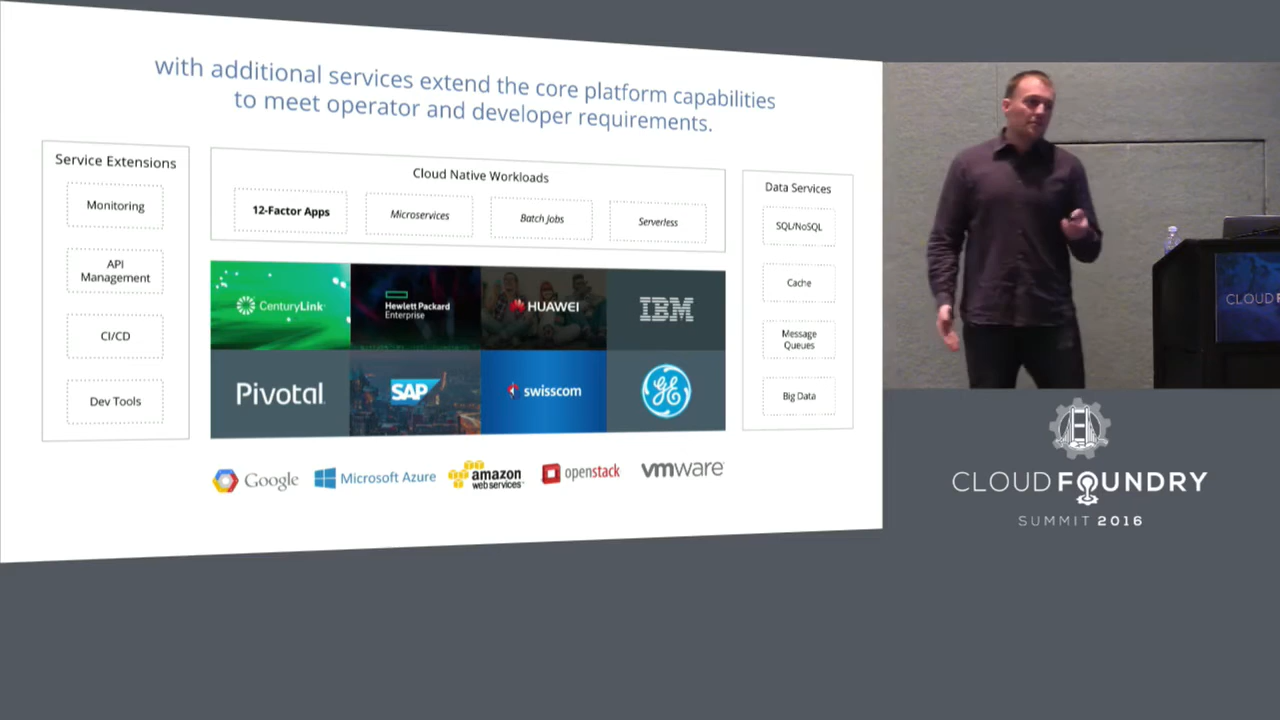 with additional services extend the core platform capabilities
to meet operator and developer requirements.
Service Extensions
Monitoring
API
Management
CI/CD
Dev Tools
Cloud Native Workloads
12-Factor Apps
Microservices
Batch Jobs
Serverless
CenturyLink
Hewlett Packard
Enterprise
HUAWEI
IBM
Pivotal
SAP
swisscom
GE
Data Services
SQL/NoSQL
Cache
Message
Queues
Big Data
Google
Microsoft Azure
amazon
web services
openstack
vmware
CLOUD F
CLOUD FOUNDRY
SUMMIT 2016